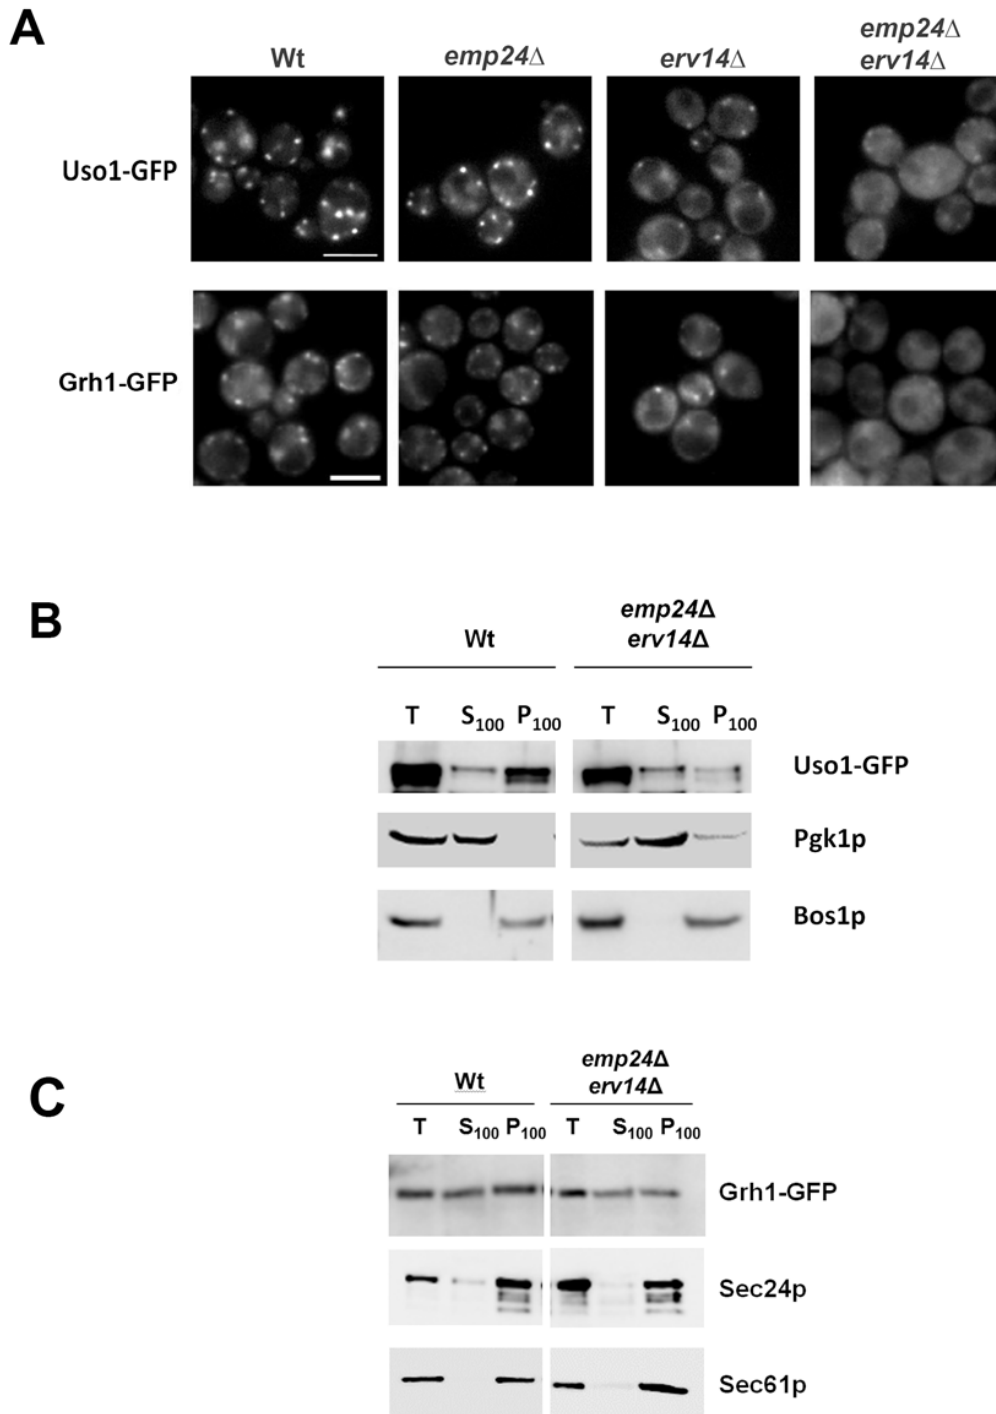 A
Wt
emp24Δ
erv14Δ
emp24Δ
erv14Δ
Uso1-GFP
Grh1-GFP
B
Wt
emp24Δ
erv14Δ
T S₁₀₀ P₁₀₀ T S₁₀₀ P₁₀₀
Uso1-GFP
Pgk1p
Bos1p
C
Wt
emp24Δ
erv14Δ
T S₁₀₀ P₁₀₀ T S₁₀₀ P₁₀₀
Grh1-GFP
Sec24p
Sec61p